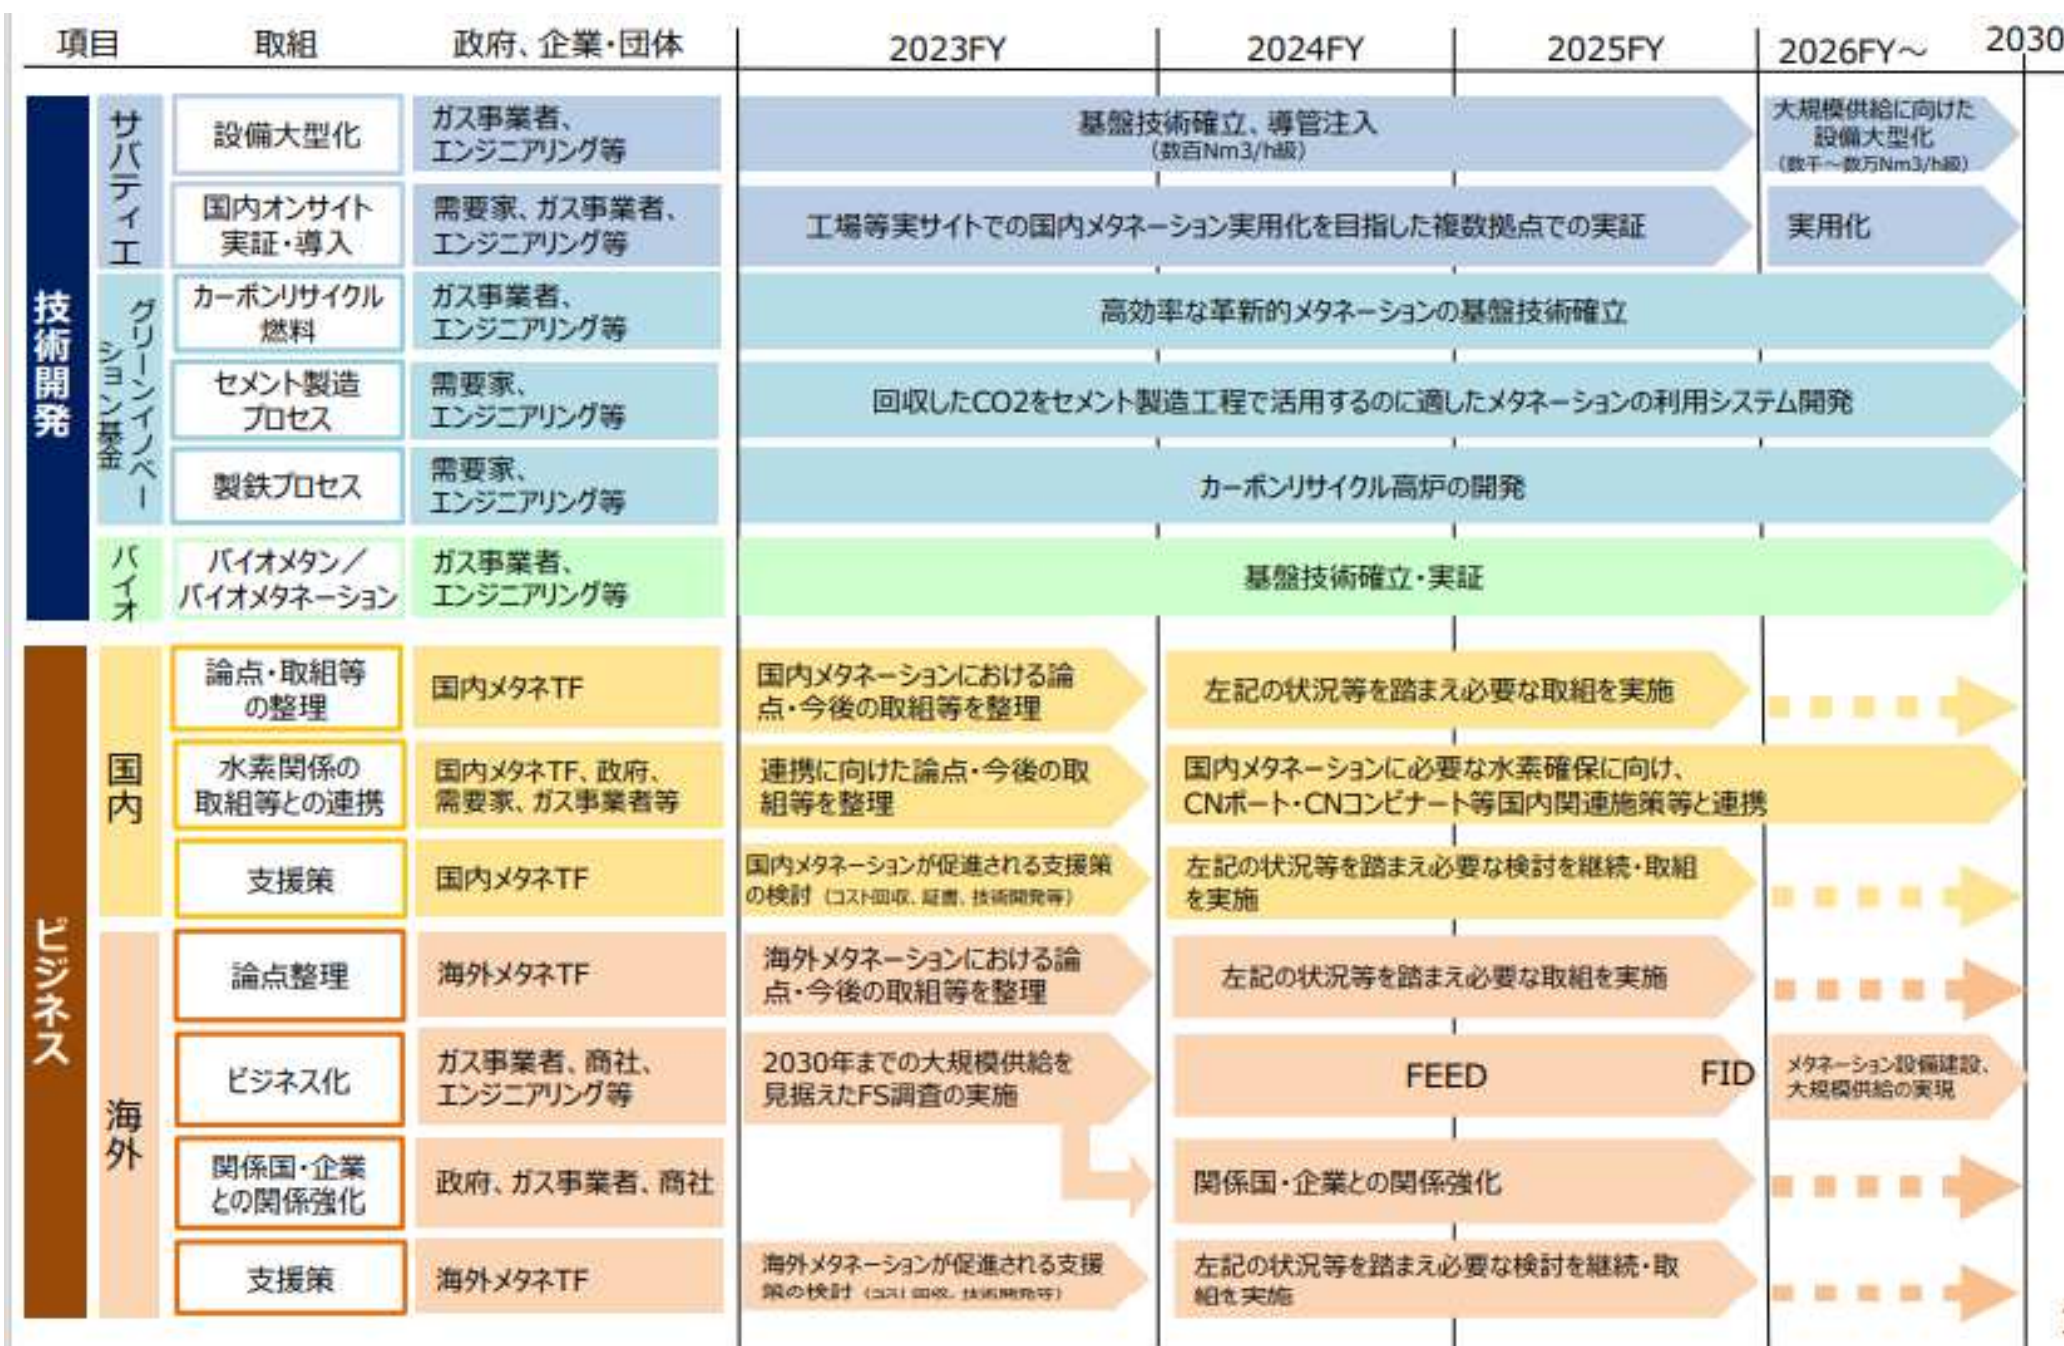 項目
取組
政府、企業・団体
2023FY
2024FY
2025FY
2026FY～
2030
技術開発
サバティエ
設備大型化
ガス事業者、
エンジニアリング等
基盤技術確立、導管注入
（数百Nm3/h級）
大規模供給に向けた
設備大型化
（数千～数万Nm3/h級）
国内オンサイト
実証・導入
需要家、ガス事業者、
エンジニアリング等
工場等実サイトでの国内メタネーション実用化を目指した複数拠点での実証
実用化
グリーンイノベー
ション基金
カーボンリサイクル
燃料
ガス事業者、
エンジニアリング等
高効率な革新的メタネーションの基盤技術確立
セメント製造
プロセス
需要家、
エンジニアリング等
回収したCO2をセメント製造工程で活用するのに適したメタネーションの利用システム開発
製鉄プロセス
需要家、
エンジニアリング等
カーボンリサイクル高炉の開発
バイオ
バイオメタン／
バイオメタネーション
ガス事業者、
エンジニアリング等
基盤技術確立・実証
ビジネス
国内
論点・取組等
の整理
国内メタネTF
国内メタネーションにおける論
点・今後の取組等を整理
左記の状況等を踏まえ必要な取組を実施
水素関係の
取組等との連携
国内メタネTF、政府、
需要家、ガス事業者等
連携に向けた論点・今後の取
組等を整理
国内メタネーションに必要な水素確保に向け、
CNポート・CNコンビナート等国内関連施策等と連携
支援策
国内メタネTF
国内メタネーションが促進される支援策
の検討（コスト回収、証書、技術開発等）
左記の状況等を踏まえ必要な検討を継続・取組
を実施
海外
論点整理
海外メタネTF
海外メタネーションにおける論
点・今後の取組等を整理
左記の状況等を踏まえ必要な取組を実施
ビジネス化
ガス事業者、商社、
エンジニアリング等
2030年までの大規模供給を
見据えたFS調査の実施
FEED
FID
メタネーション設備建設、
大規模供給の実現
関係国・企業
との関係強化
政府、ガス事業者、商社
関係国・企業との関係強化
支援策
海外メタネTF
海外メタネーションが促進される支援
策の検討（コスト回収、技術開発等）
左記の状況等を踏まえ必要な検討を継続・取
組を実施